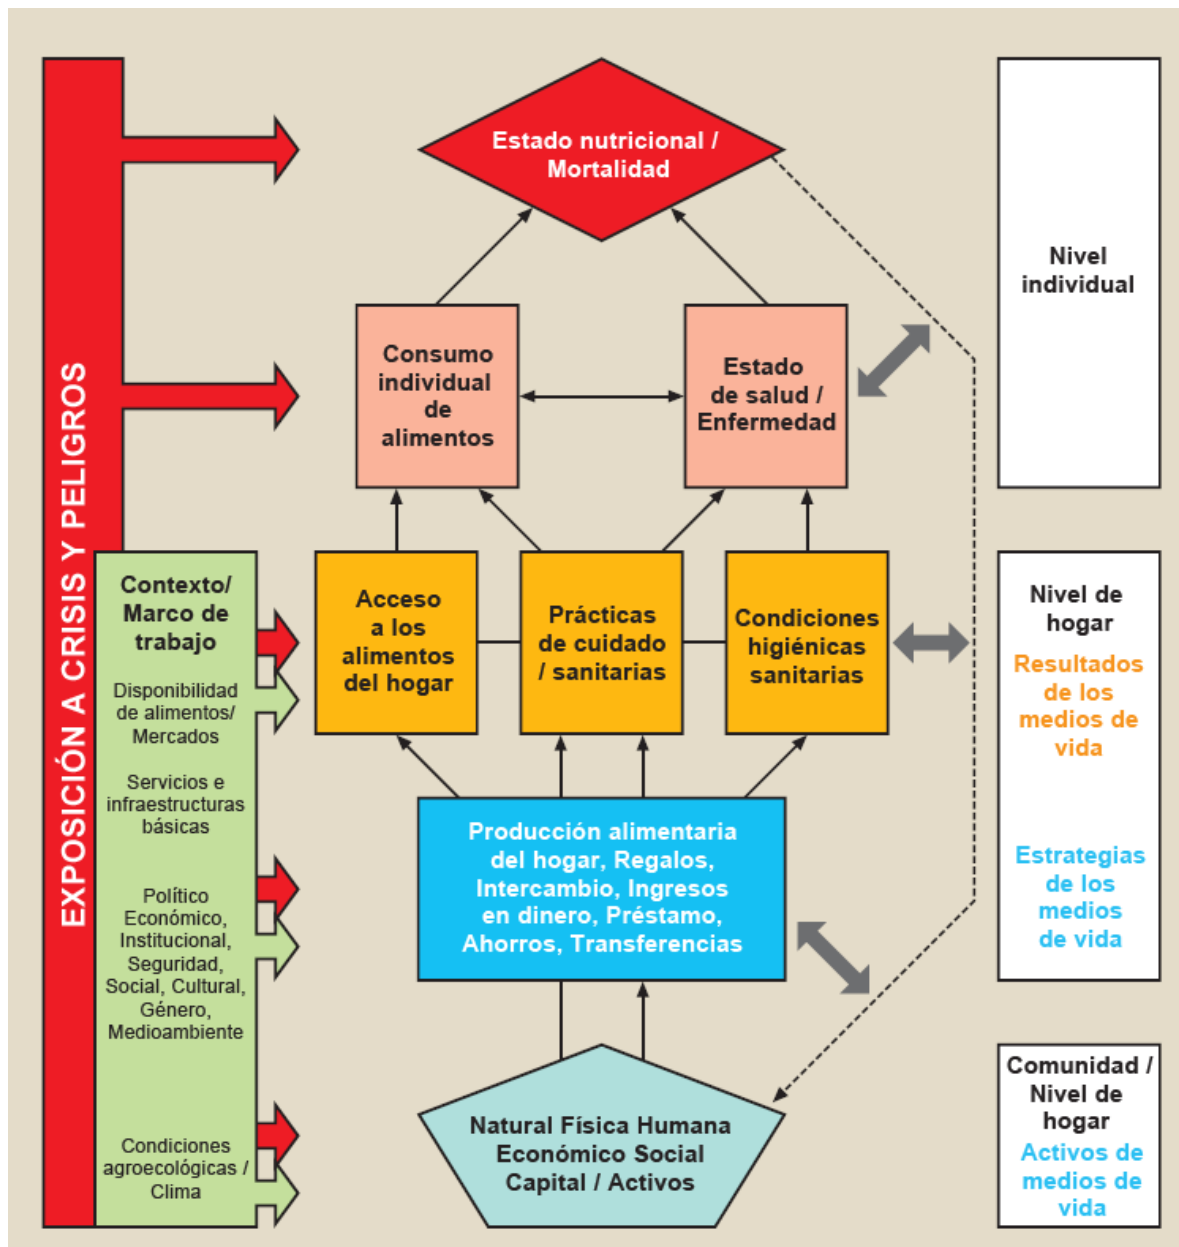 EXPOSICIÓN A CRISIS Y PELIGROS
Estado nutricional /
Mortalidad
Nivel
individual
Consumo
individual
de
alimentos
Estado
de salud /
Enfermedad
Contexto/
Marco de
trabajo
Disponibilidad
de alimentos/
Mercados
Servicios e
infraestructuras
básicas
Político
Económico,
Institucional,
Seguridad,
Social, Cultural,
Género,
Medioambiente
Condiciones
agroecológicas /
Clima
Acceso
a los
alimentos
del hogar
Prácticas
de cuidado
/ sanitarias
Condiciones
higiénicas
sanitarias
Nivel de
hogar
Resultados
de los
medios de
vida
Estrategias
de los
medios
de vida
Producción alimentaria
del hogar, Regalos,
Intercambio, Ingresos
en dinero, Préstamo,
Ahorros, Transferencias
Natural Física Humana
Económico Social
Capital / Activos
Comunidad /
Nivel de
hogar
Activos de
medios de
vida